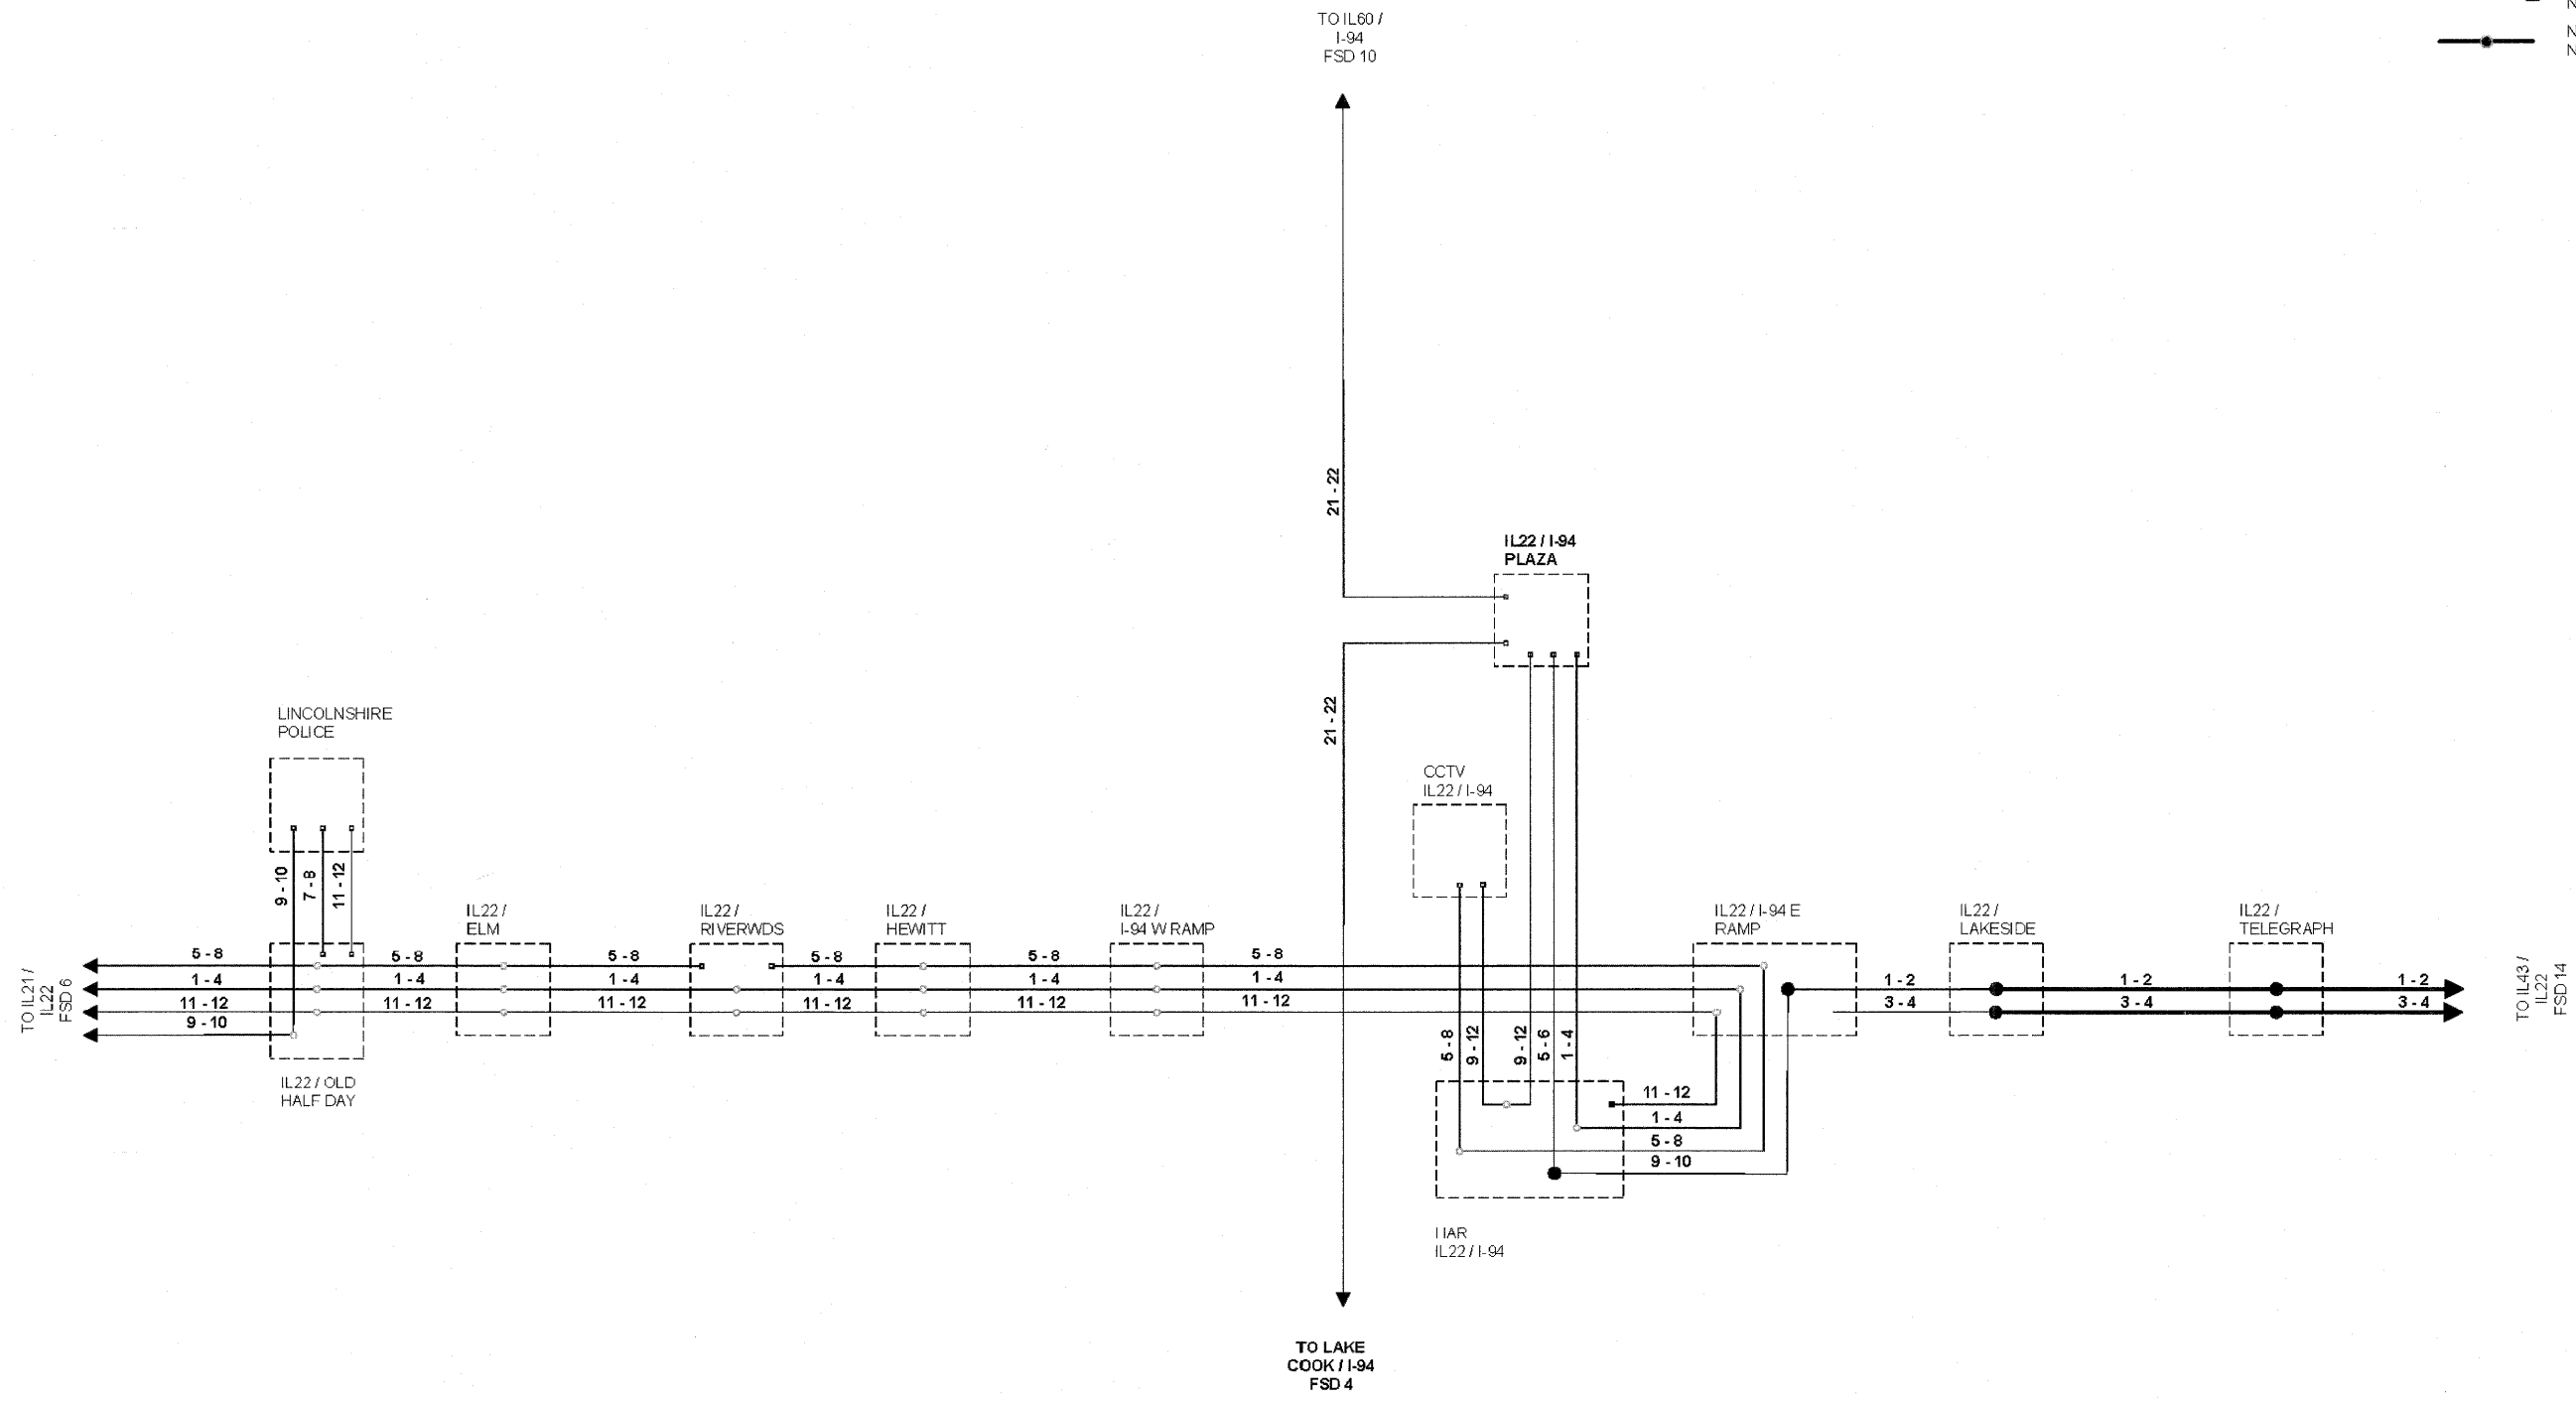 TO IL60 /
I-94
FSD 10
N
N
N
21 - 22
IL22 / I-94
PLAZA
21 - 22
LINCOLNSHIRE
POLICE
CCTV
IL22 / I-94
9 - 10
7 - 8
11 - 12
IL22 /
ELM
IL22 /
RIVERWDS
IL22 /
HEWITT
IL22 /
I-94 W RAMP
IL22 / I-94 E
RAMP
IL22 /
LAKESIDE
IL22 /
TELEGRAPH
TO IL21 /
IL22
FSD 6
5 - 8
5 - 8
5 - 8
5 - 8
5 - 8
5 - 8
1 - 4
1 - 4
1 - 4
1 - 4
1 - 4
1 - 4
1 - 2
1 - 2
1 - 2
11 - 12
11 - 12
11 - 12
11 - 12
11 - 12
11 - 12
3 - 4
3 - 4
3 - 4
9 - 10
TO IL43 /
IL22
FSD 14
5 - 8
9 - 12
9 - 12
5 - 6
1 - 4
IL22 / OLD
HALF DAY
11 - 12
1 - 4
5 - 8
9 - 10
HAR
IL22 / I-94
TO LAKE
COOK / I-94
FSD 4